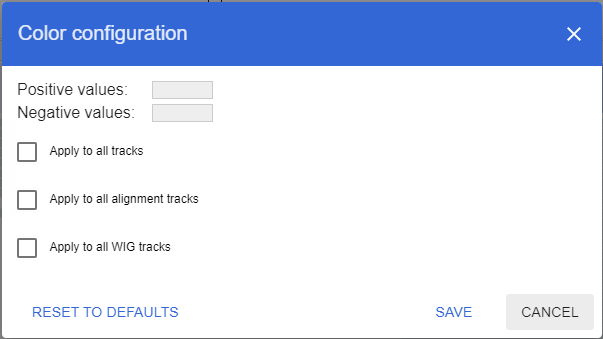 Color configuration
Positive values:
Negative values:
Apply to all tracks
Apply to all alignment tracks
Apply to all WIG tracks
RESET TO DEFAULTS SAVE CANCEL